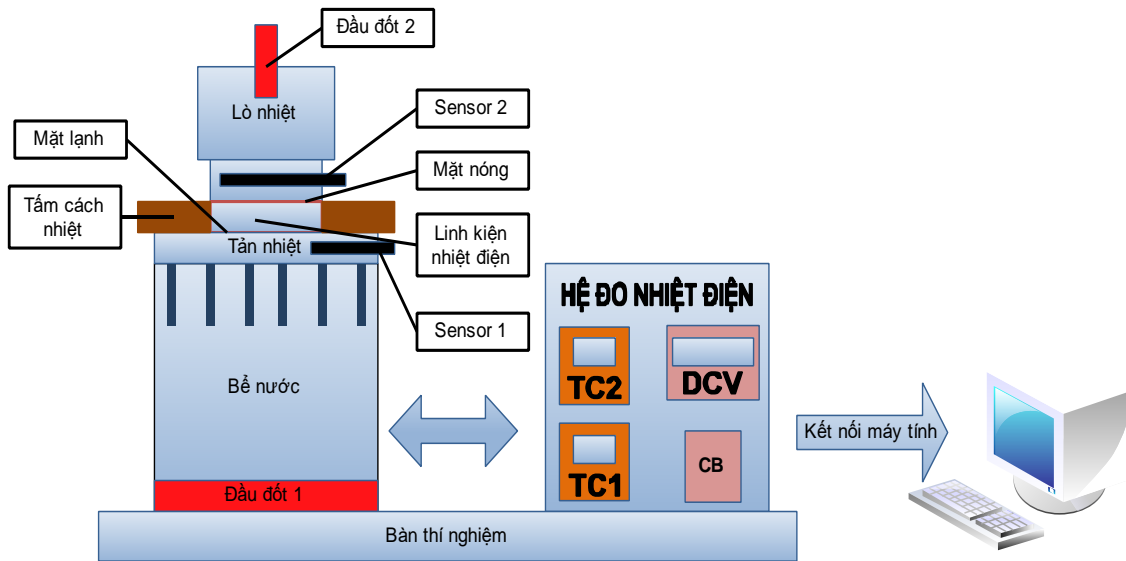 Đầu đốt 2
Lò nhiệt
Sensor 2
Mặt lạnh
Mặt nóng
Tấm cách
nhiệt
Linh kiện
nhiệt điện
Tản nhiệt
Sensor 1
Bể nước
Đầu đốt 1
Bàn thí nghiệm
HỆ ĐO NHIỆT ĐIỆN
TC2
DCV
TC1
CB
Kết nối máy tính